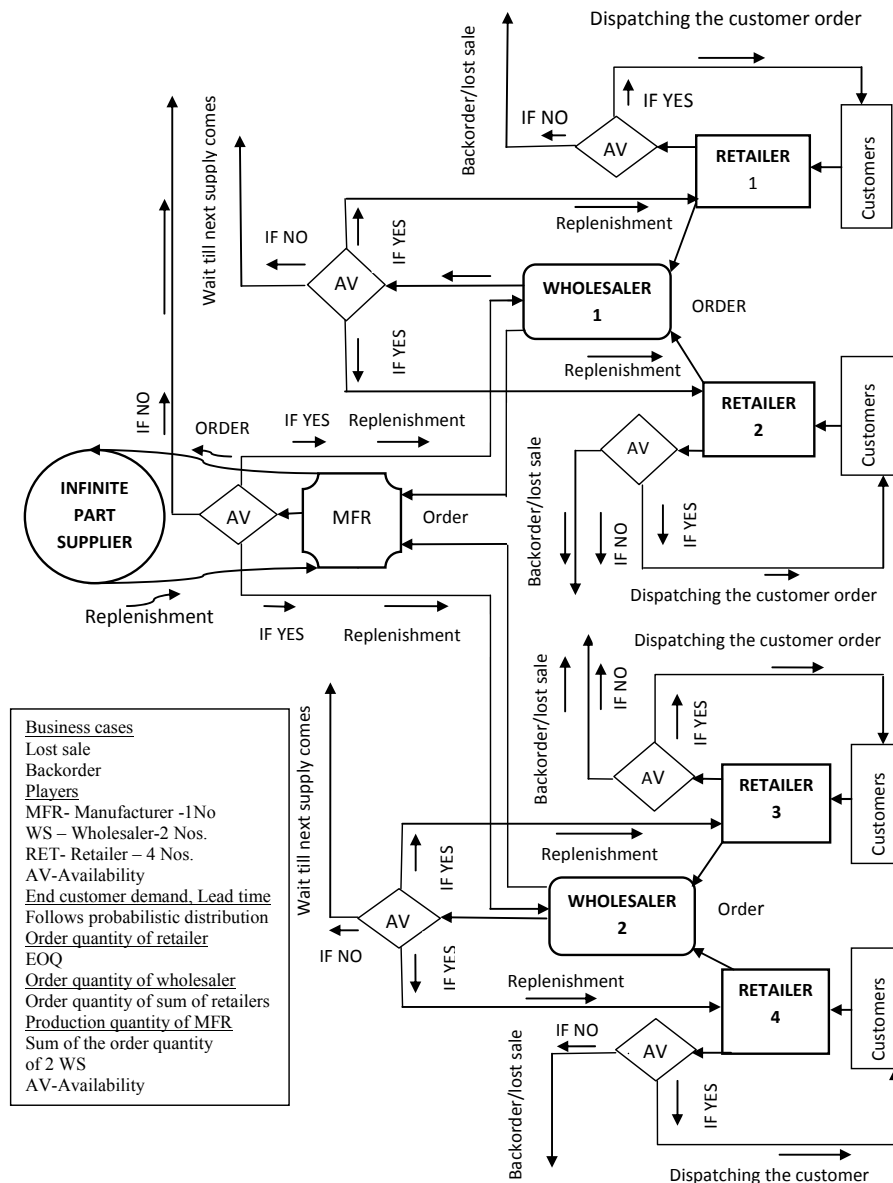 Dispatching the customer order
Backorder/lost sale
IF YES
IF NO
AV
RETAILER
1
Customers
Wait till next supply comes
IF NO
IF YES
Replenishment
AV
WHOLESALER
1
ORDER
IF YES
Replenishment
RETAILER
2
Customers
IF NO
ORDER
IF YES
Replenishment
AV
Backorder/lost sale
IF NO
IF YES
Dispatching the customer order
INFINITE
PART
SUPPLIER
AV
MFR
Order
Replenishment
IF YES
Replenishment
Dispatching the customer order
Backorder/lost sale
IF NO
IF YES
AV
RETAILER
3
Customers
Wait till next supply comes
IF YES
Replenishment
AV
WHOLESALER
2
Order
IF NO
IF YES
Replenishment
RETAILER
4
Customers
Backorder/lost sale
IF NO
AV
IF YES
Dispatching the customer
Business cases
Lost sale
Backorder
Players
MFR- Manufacturer -1No
WS – Wholesaler-2 Nos.
RET- Retailer – 4 Nos.
AV-Availability
End customer demand, Lead time
Follows probabilistic distribution
Order quantity of retailer
EOQ
Order quantity of wholesaler
Order quantity of sum of retailers
Production quantity of MFR
Sum of the order quantity
of 2 WS
AV-Availability